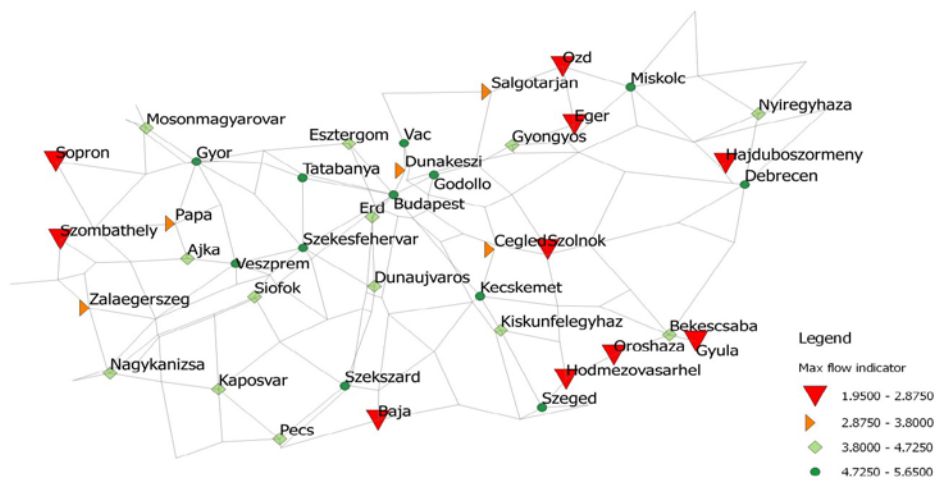 Ozd
Salgotarjan
Miskolc
Mosonmagyarovar
Nyiregyhaza
Eger
Esztergom
Vac
Gyongyos
Sopron
Gyor
Tatabanya
Dunakeszi
Hajduboszormeny
Godollo
Debrecen
Budapest
Erd
Papa
Szombathely
Szekesfehervar
Cegled
Szolnok
Ajka
Veszprem
Siofok
Dunaujvaros
Kecskemet
Zalaegerszeg
Kiskunfelegyhaz
Bekescsaba
Oroshaza
Gyula
Nagykanizsa
Kaposvar
Szekszard
Hodmezovasarhel
Szeged
Baja
Pecs
Legend
Max flow indicator
1.9500 - 2.8750
2.8750 - 3.8000
3.8000 - 4.7250
4.7250 - 5.6500